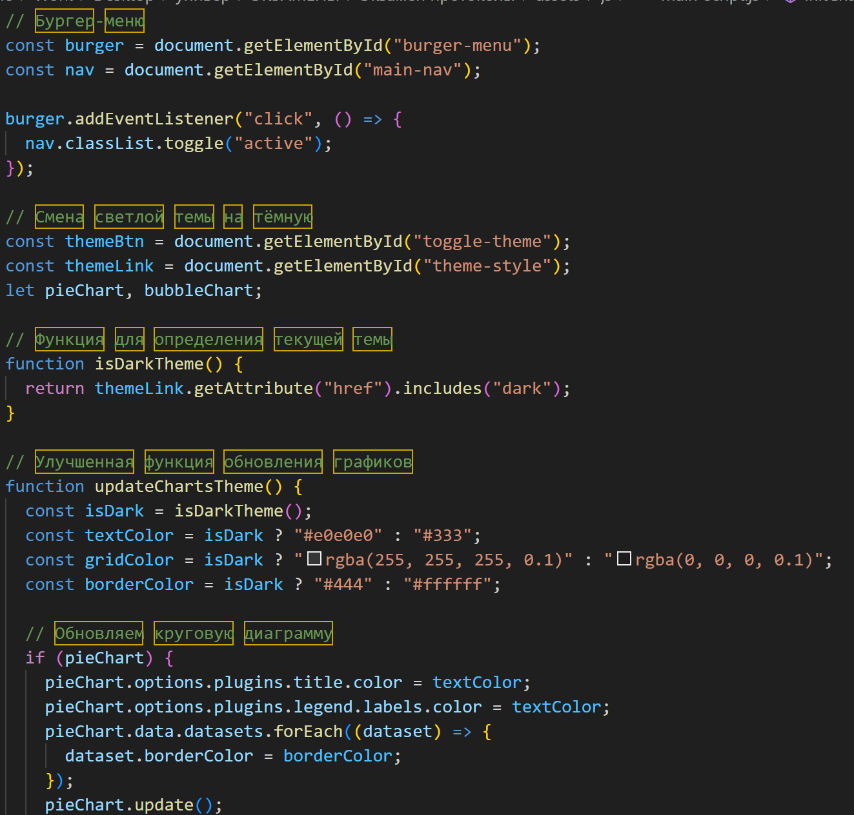 // Бургер-меню
const burger = document.getElementById("burger-menu");
const nav = document.getElementById("main-nav");
burger.addEventListener("click", () => {
nav.classList.toggle("active");
});
// Смена светлой темы на тёмную
const themeBtn = document.getElementById("toggle-theme");
const themeLink = document.getElementById("theme-style");
let pieChart, bubbleChart;
// Функция для определения текущей темы
function isDarkTheme() {
return themeLink.getAttribute("href").includes("dark");
}
// Улучшенная функция обновления графиков
function updateChartsTheme() {
const isDark = isDarkTheme();
const textColor = isDark ? "#e0e0e0" : "#333";
const gridColor = isDark ? "rgba(255, 255, 255, 0.1)" : "rgba(0, 0, 0, 0.1)";
const borderColor = isDark ? "#444" : "#ffffff";
// Обновляем круговую диаграмму
if (pieChart) {
pieChart.options.plugins.title.color = textColor;
pieChart.options.plugins.legend.labels.color = textColor;
pieChart.data.datasets.forEach((dataset) => {
dataset.borderColor = borderColor;
});
pieChart.update();